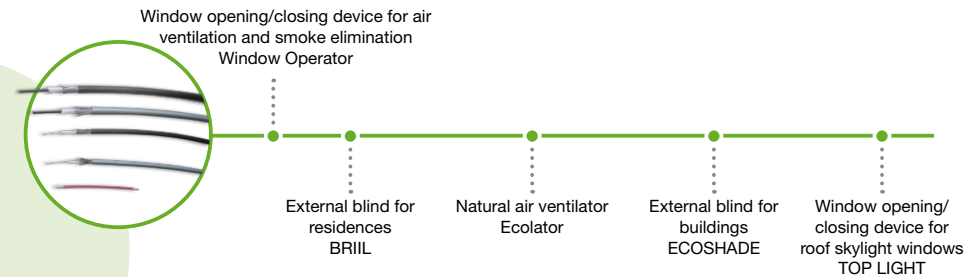 Window opening/closing device for air
ventilation and smoke elimination
Window Operator
External blind for
residences
BRIIL
Natural air ventilator
Ecolator
External blind for
buildings
ECOSHADE
Window opening/
closing device for
roof skylight windows
TOP LIGHT